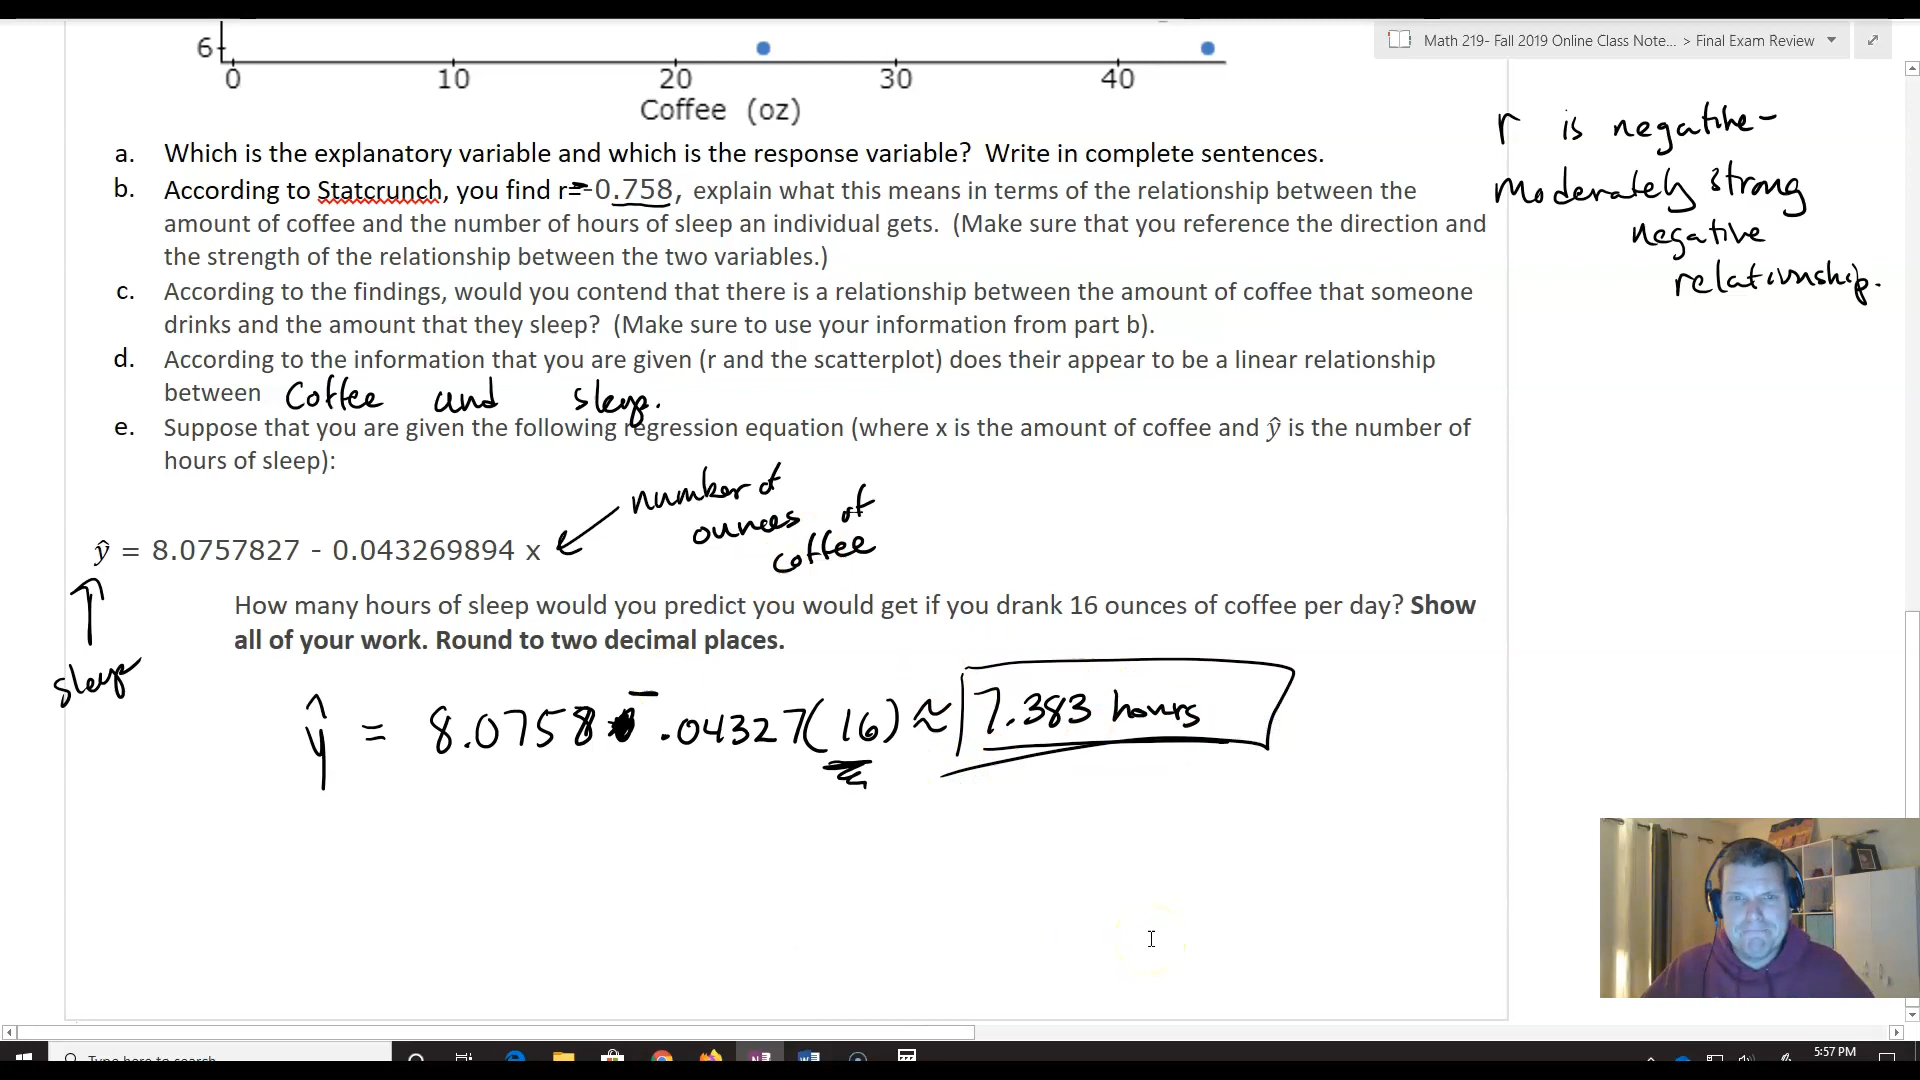 Math 219- Fall 2019 Online Class Note... > Final Exam Review
6
0 10 20 30 40
Coffee (oz)
a. Which is the explanatory variable and which is the response variable? Write in complete sentences.
b. According to Statcrunch, you find r=-0.758, explain what this means in terms of the relationship between the
amount of coffee and the number of hours of sleep an individual gets. (Make sure that you reference the direction and
the strength of the relationship between the two variables.)
r is negative-
moderately strong
negative
relationship.
c. According to the findings, would you contend that there is a relationship between the amount of coffee that someone
drinks and the amount that they sleep? (Make sure to use your information from part b).
d. According to the information that you are given (r and the scatterplot) does their appear to be a linear relationship
between Coffee and sleep.
e. Suppose that you are given the following regression equation (where x is the amount of coffee and ŷ is the number of
hours of sleep):
number of
ounces of
coffee
ŷ = 8.0757827 - 0.043269894 x
sleep
How many hours of sleep would you predict you would get if you drank 16 ounces of coffee per day? Show
all of your work. Round to two decimal places.
ŷ = 8.0758 - .04327(16) ≈ 7.383 hours
Type here to search
5:57 PM